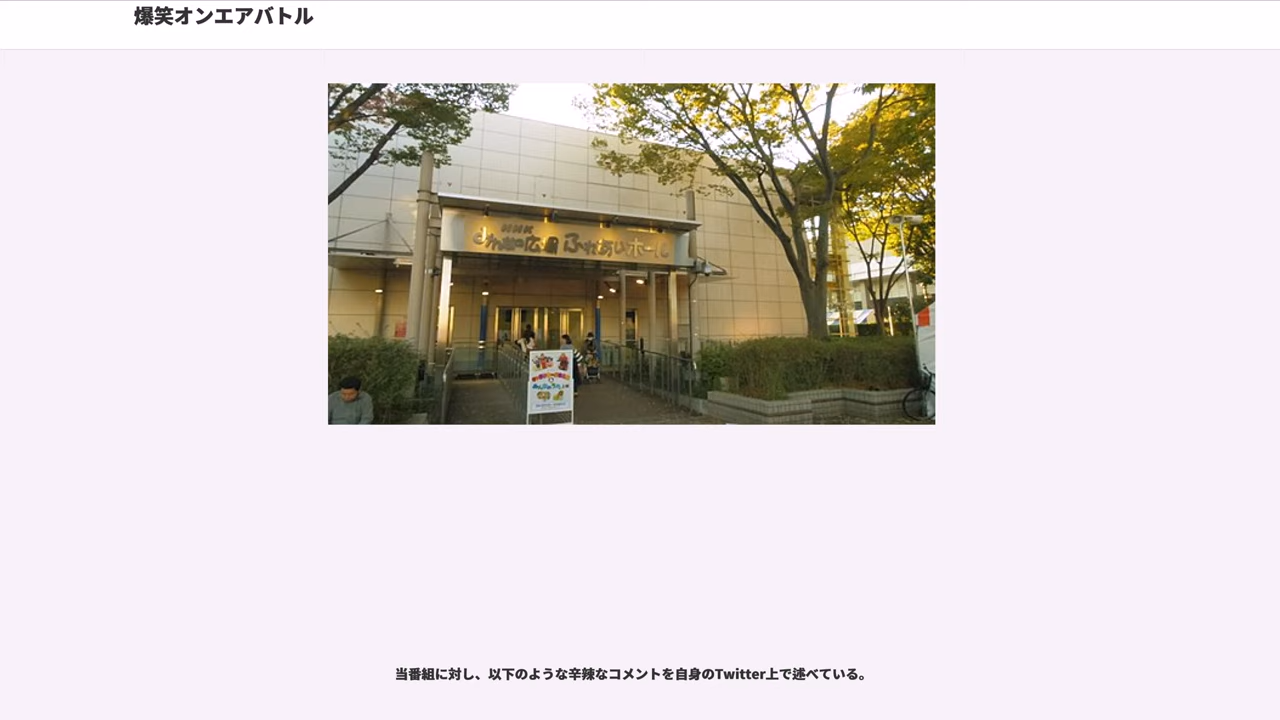 爆笑オンエアバトル
NHK
みんなの広場 ふれあいホール
当番組に対し、以下のような辛辣なコメントを自身のTwitter上で述べている。